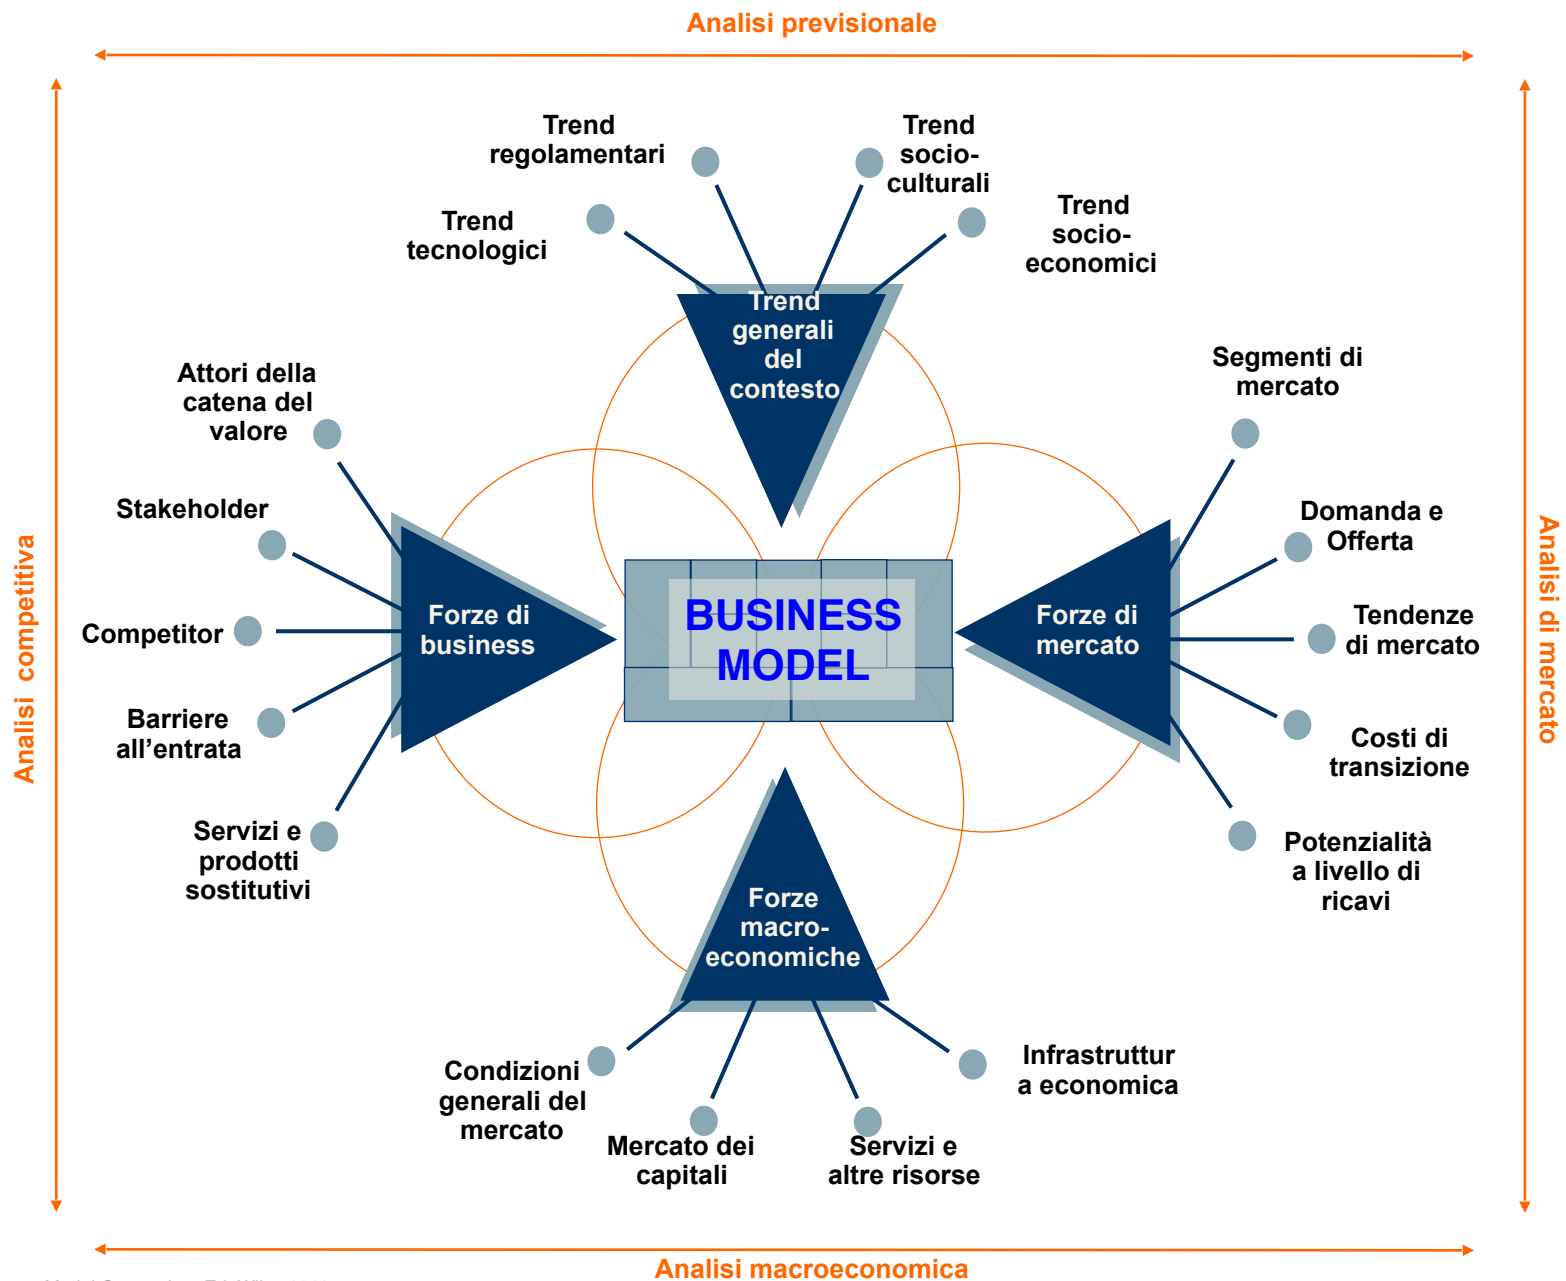 Analisi previsionale
Trend
regolamentari
Trend
socio-
culturali
Trend
tecnologici
Trend
socio-
economici
Trend
generali
del
contesto
Attori della
catena del
valore
Stakeholder
Competitor
Barriere
all'entrata
Servizi e
prodotti
sostitutivi
Analisi competitiva
Forze di
business
BUSINESS
MODEL
Forze di
mercato
Segmenti di
mercato
Domanda e
Offerta
Tendenze
di mercato
Costi di
transizione
Potenzialità
a livello di
ricavi
Analisi di mercato
Forze
macro-
economiche
Condizioni
generali del
mercato
Mercato dei
capitali
Servizi e
altre risorse
Infrastruttur
a economica
Analisi macroeconomica